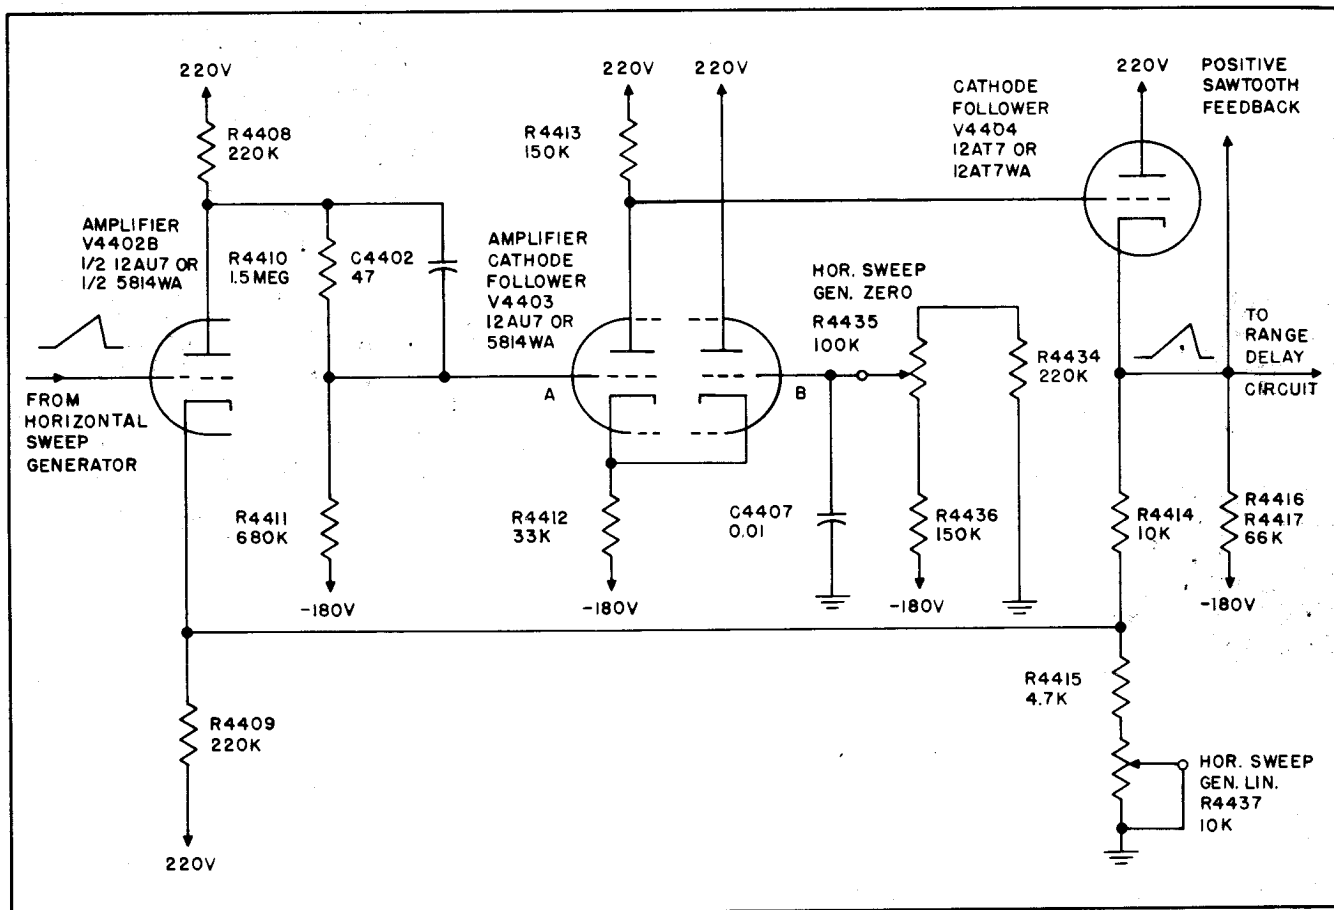 220V
R4408
220K
AMPLIFIER
V4402B
1/2 12AU7 OR
1/2 5814WA
R4410
1.5MEG
C4402
47
FROM
HORIZONTAL
SWEEP
GENERATOR
R4411
680K
-180V
R4409
220K
220V
220V
220V
R4413
150K
AMPLIFIER
CATHODE
FOLLOWER
V4403
12AU7 OR
5814WA
A
B
R4412
33K
-180V
HOR. SWEEP
GEN. ZERO
R4435
100K
C4407
0.01
R4436
150K
-180V
R4434
220K
CATHODE
FOLLOWER
V4404
12AT7 OR
12AT7WA
220V
POSITIVE
SAWTOOTH
FEEDBACK
TO
RANGE
DELAY
CIRCUIT
R4414
10K
R4416
R4417
66K
-180V
R4415
4.7K
HOR. SWEEP
GEN. LIN.
R4437
10K